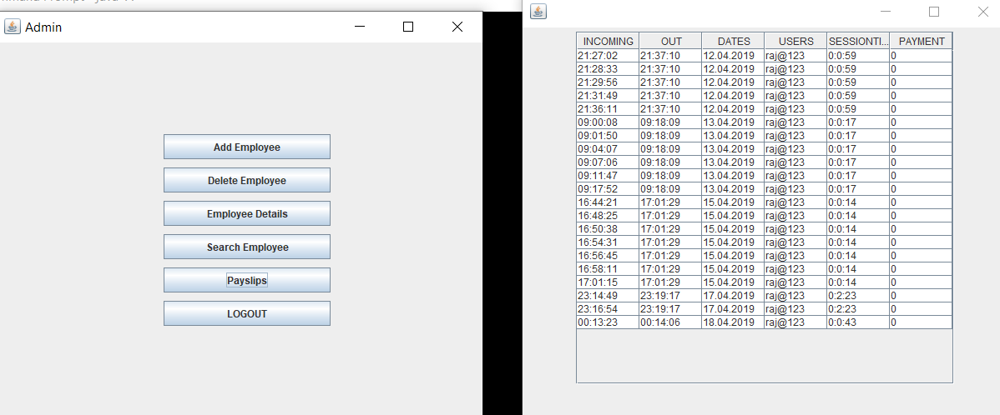 Admin
Add Employee
Delete Employee
Employee Details
Search Employee
Payslips
LOGOUT
INCOMING OUT DATES USERS SESSIONTI... PAYMENT
21:27:02 21:37:10 12.04.2019 raj@123 0:0:59 0
21:28:33 21:37:10 12.04.2019 raj@123 0:0:59 0
21:29:56 21:37:10 12.04.2019 raj@123 0:0:59 0
21:31:49 21:37:10 12.04.2019 raj@123 0:0:59 0
21:36:11 21:37:10 12.04.2019 raj@123 0:0:59 0
09:00:08 09:18:09 13.04.2019 raj@123 0:0:17 0
09:01:50 09:18:09 13.04.2019 raj@123 0:0:17 0
09:04:07 09:18:09 13.04.2019 raj@123 0:0:17 0
09:07:06 09:18:09 13.04.2019 raj@123 0:0:17 0
09:11:47 09:18:09 13.04.2019 raj@123 0:0:17 0
09:17:52 09:18:09 13.04.2019 raj@123 0:0:17 0
16:44:21 17:01:29 15.04.2019 raj@123 0:0:14 0
16:48:25 17:01:29 15.04.2019 raj@123 0:0:14 0
16:50:38 17:01:29 15.04.2019 raj@123 0:0:14 0
16:54:31 17:01:29 15.04.2019 raj@123 0:0:14 0
16:56:45 17:01:29 15.04.2019 raj@123 0:0:14 0
16:58:11 17:01:29 15.04.2019 raj@123 0:0:14 0
17:01:15 17:01:29 15.04.2019 raj@123 0:0:14 0
23:14:49 23:19:17 17.04.2019 raj@123 0:2:23 0
23:16:54 23:19:17 17.04.2019 raj@123 0:2:23 0
00:13:23 00:14:06 18.04.2019 raj@123 0:0:43 0